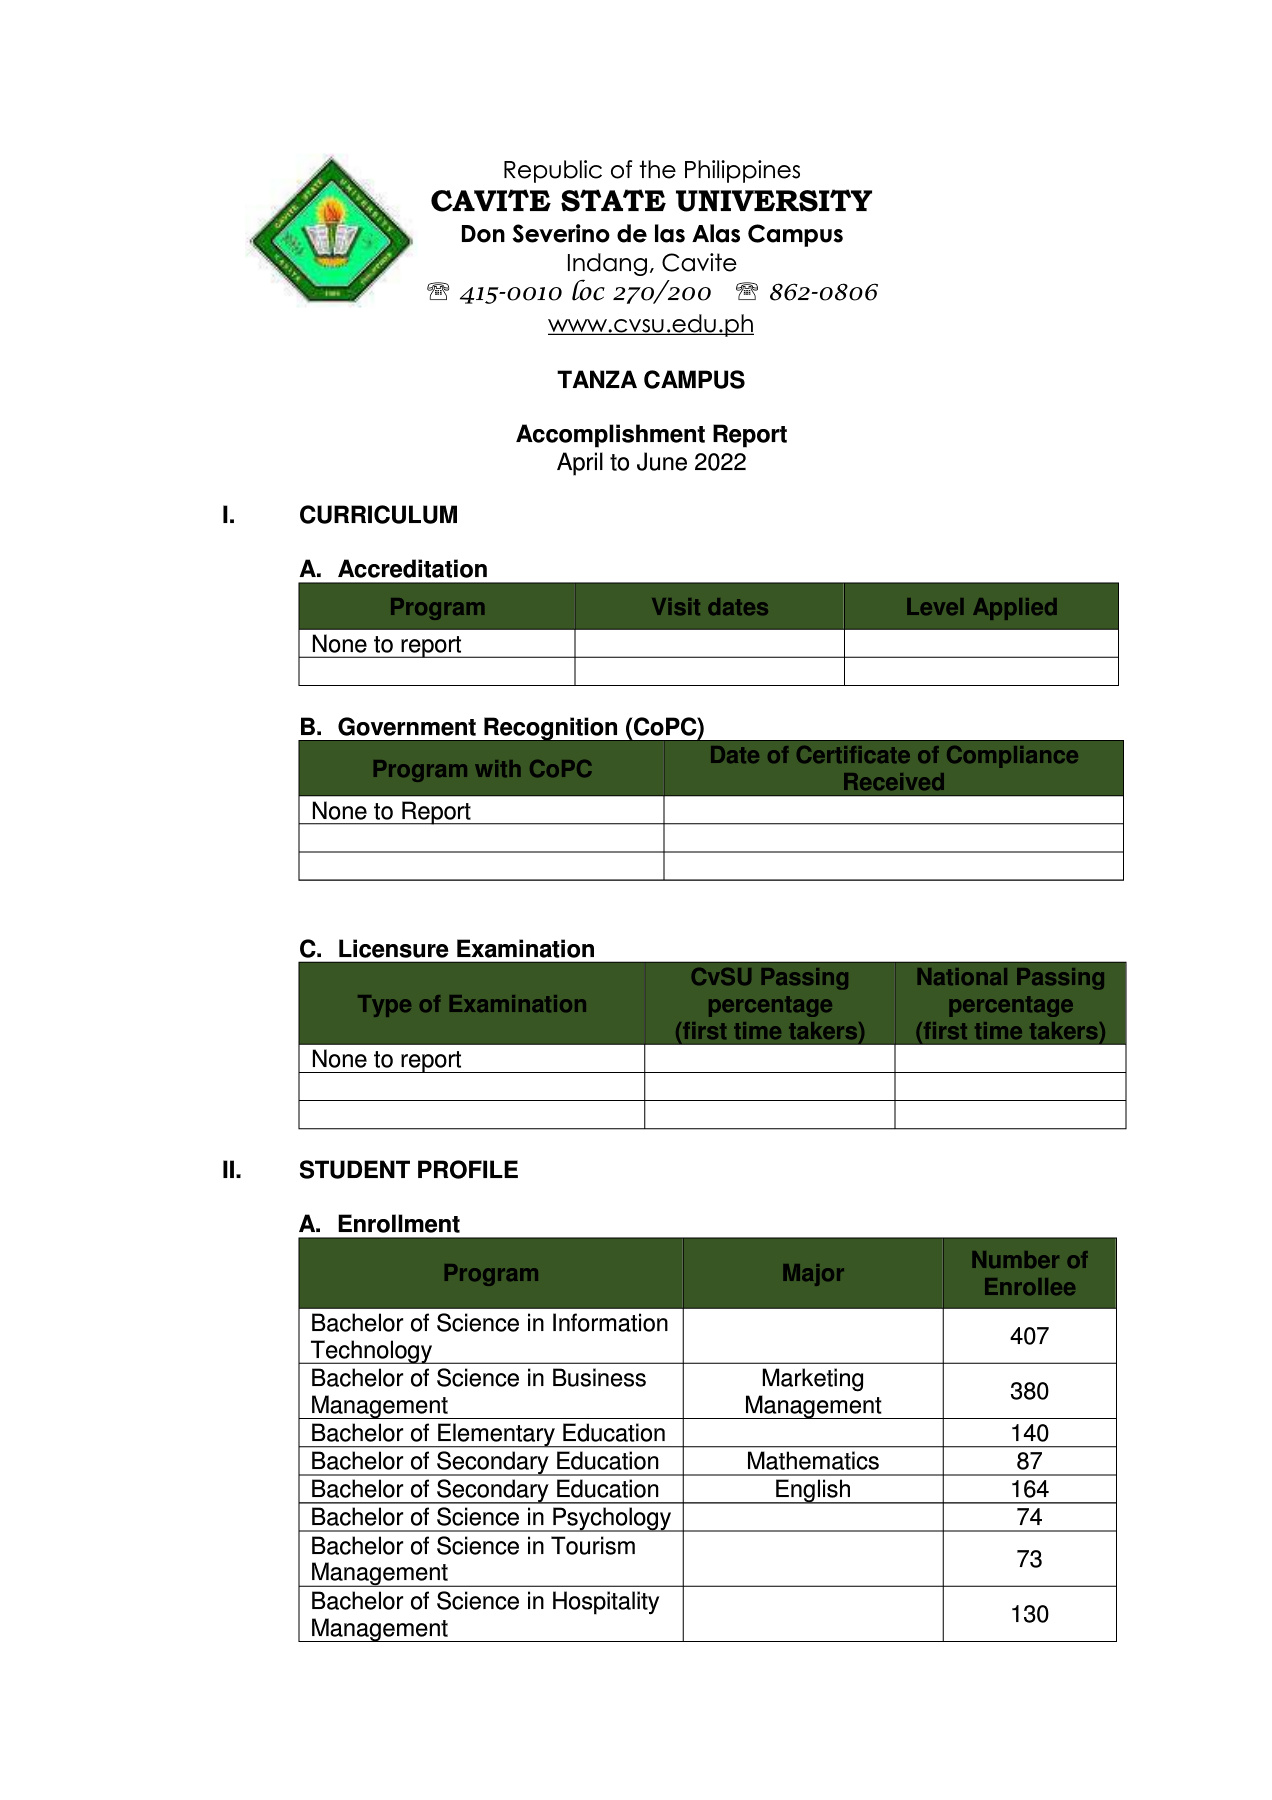 Republic of the Philippines
CAVITE STATE UNIVERSITY
Don Severino de las Alas Campus
Indang, Cavite
☏ 415-0010 loc 270/200 ☏ 862-0806
www.cvsu.edu.ph
TANZA CAMPUS
Accomplishment Report
April to June 2022
I. CURRICULUM
A. Accreditation
Program Visit dates Level Applied
None to report
B. Government Recognition (CoPC)
Program with CoPC Date of Certificate of Compliance
Received
None to Report
C. Licensure Examination
Type of Examination CvSU Passing percentage (first time takers) National Passing percentage (first time takers)
None to report
II. STUDENT PROFILE
A. Enrollment
Program Major Number of Enrollee
Bachelor of Science in Information
Technology 407
Bachelor of Science in Business
Management Marketing Management 380
Bachelor of Elementary Education 140
Bachelor of Secondary Education Mathematics 87
Bachelor of Secondary Education English 164
Bachelor of Science in Psychology 74
Bachelor of Science in Tourism
Management 73
Bachelor of Science in Hospitality
Management 130